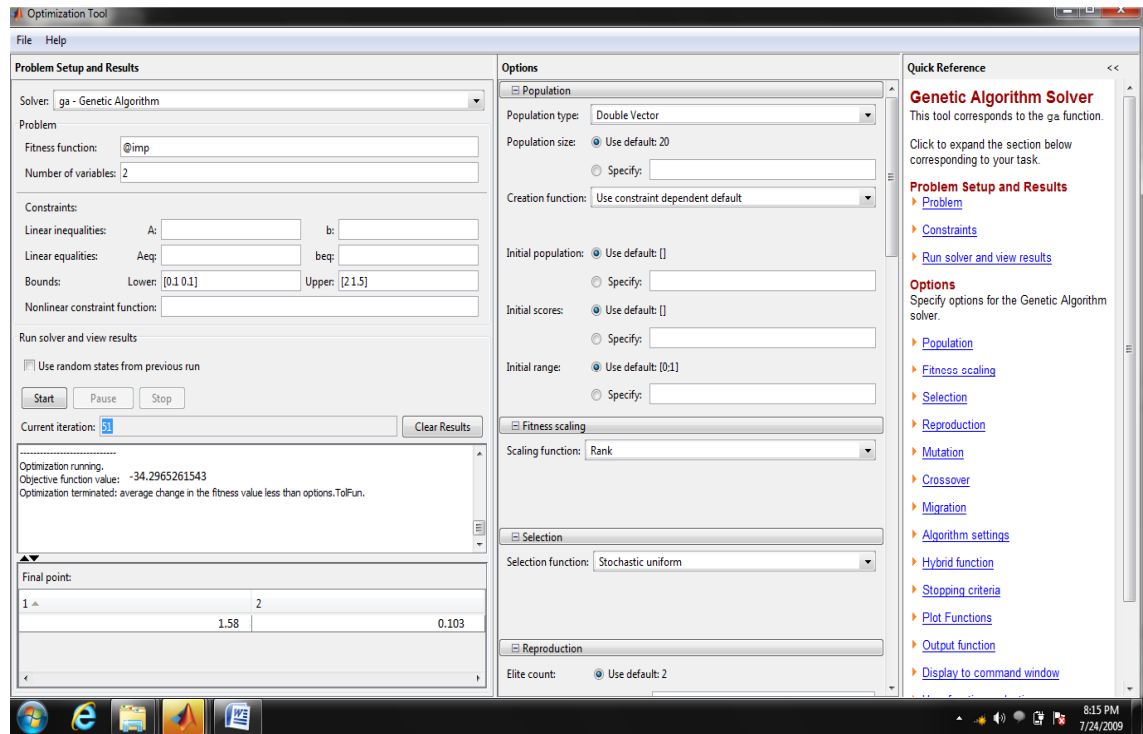 Optimization Tool
File Help
Problem Setup and Results
Solver: ga - Genetic Algorithm
Problem
Fitness function: @imp
Number of variables: 2
Constraints:
Linear inequalities: A: b:
Linear equalities: Aeq: beq:
Bounds: Lower: [0.1 0.1] Upper: [2 1.5]
Nonlinear constraint function:
Run solver and view results
Use random states from previous run
Start Pause Stop
Current iteration: 51 Clear Results
Optimization running.
Objective function value: -34.2965261543
Optimization terminated: average change in the fitness value less than options.TolFun.
Final point:
1 2
1.58 0.103
Options
Population
Population type: Double Vector
Population size: Use default: 20
Specify:
Creation function: Use constraint dependent default
Initial population: Use default: []
Specify:
Initial scores: Use default: []
Specify:
Initial range: Use default: [0;1]
Specify:
Fitness scaling
Scaling function: Rank
Selection
Selection function: Stochastic uniform
Reproduction
Elite count: Use default: 2
Quick Reference <<
Genetic Algorithm Solver
This tool corresponds to the ga function.
Click to expand the section below
corresponding to your task.
Problem Setup and Results
Problem
Constraints
Run solver and view results
Options
Specify options for the Genetic Algorithm
solver.
Population
Fitness scaling
Selection
Reproduction
Mutation
Crossover
Migration
Algorithm settings
Hybrid function
Stopping criteria
Plot Functions
Output function
Display to command window
8:15 PM
7/24/2009